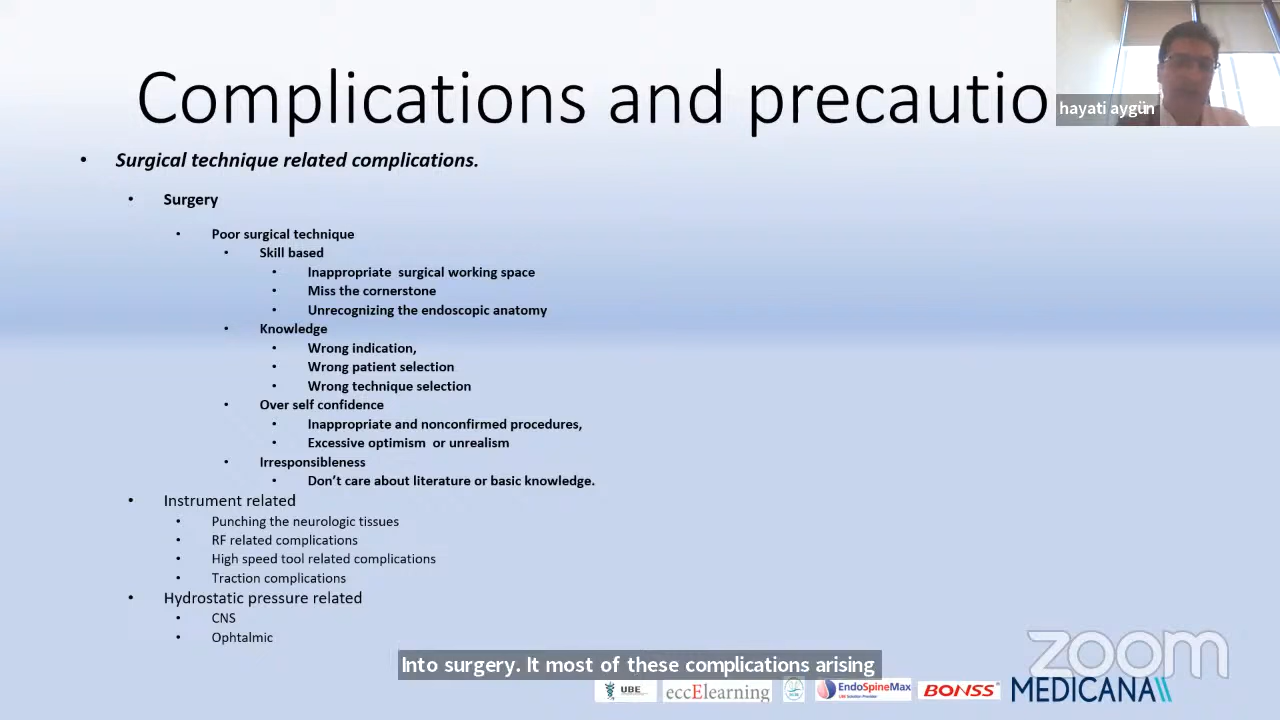 Complications and precautio
hayati aygün
• Surgical technique related complications.
• Surgery
• Poor surgical technique
• Skill based
• Inappropriate surgical working space
• Miss the cornerstone
• Unrecognizing the endoscopic anatomy
• Knowledge
• Wrong indication,
• Wrong patient selection
• Wrong technique selection
• Over self confidence
• Inappropriate and nonconfirmed procedures,
• Excessive optimism or unrealism
• Irresponsibleness
• Don't care about literature or basic knowledge.
• Instrument related
• Punching the neurologic tissues
• RF related complications
• High speed tool related complications
• Traction complications
• Hydrostatic pressure related
• CNS
• Ophtalmic
Into surgery. It most of these complications arising
zoom
UBE
eccElearning
EndoSpineMax
BONSS
MEDICANA